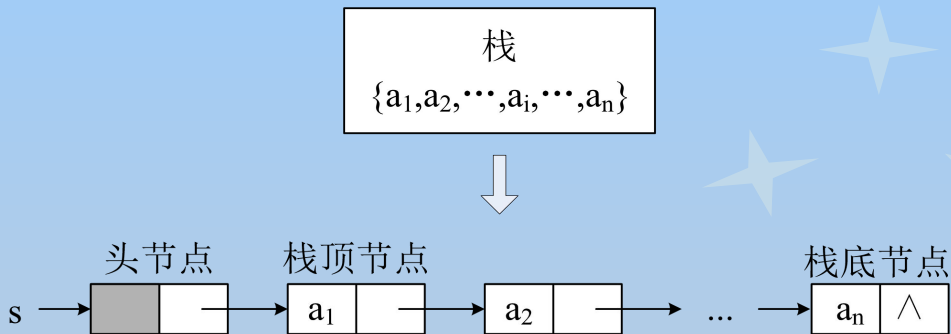 栈
{a₁,a₂,⋯,aᵢ,⋯,aₙ}
头节点 栈顶节点 栈底节点
s a₁ a₂ ... aₙ ∧